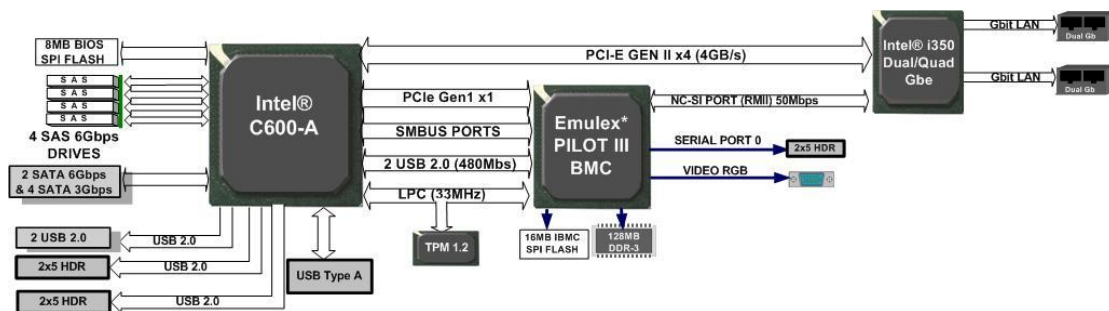 8MB BIOS
SPI FLASH
S A S
S A S
S A S
S A S
4 SAS 6Gbps
DRIVES
2 SATA 6Gbps
& 4 SATA 3Gbps
2 USB 2.0
2x5 HDR
2x5 HDR
USB 2.0
USB 2.0
USB 2.0
Intel®
C600-A
USB Type A
PCI-E GEN II x4 (4GB/s)
PCIe Gen1 x1
SMBUS PORTS
2 USB 2.0 (480Mbs)
LPC (33MHz)
TPM 1.2
Emulex*
PILOT III
BMC
16MB IBMC
SPI FLASH
128MB
DDR-3
NC-SI PORT (RMII) 50Mbps
SERIAL PORT 0
2x5 HDR
VIDEO RGB
Intel® i350
Dual/Quad
Gbe
Gbit LAN
Dual Gb
Gbit LAN
Dual Gb